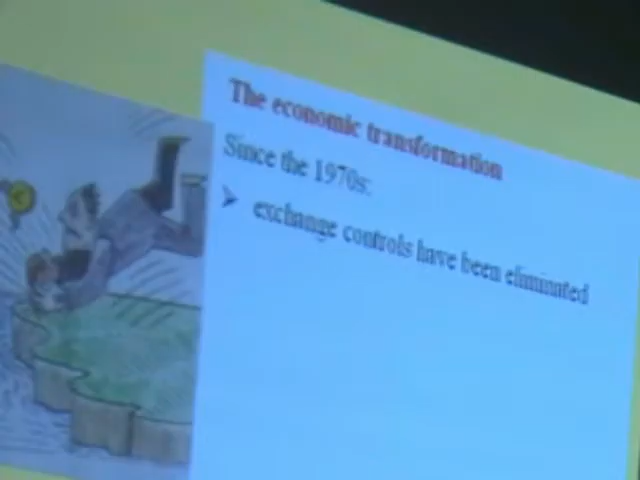 The economic transformation
Since the 1970s:
➢ exchange controls have been eliminated